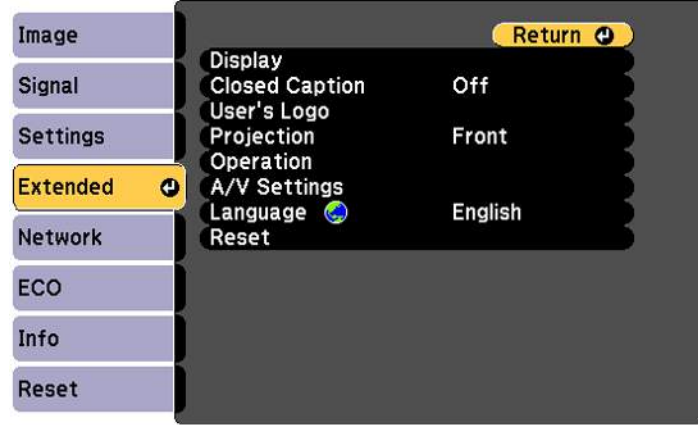 Image
Signal
Settings
Extended
Network
ECO
Info
Reset
Return
Display
Closed Caption Off
User's Logo
Projection Front
Operation
A/V Settings
Language English
Reset